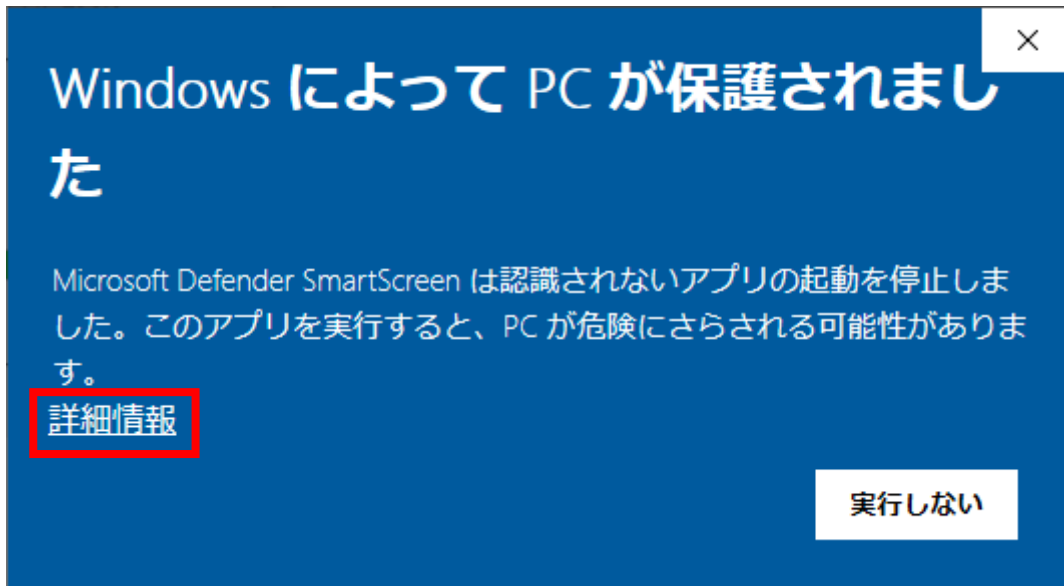 Windows によって PC が保護されまし
た
Microsoft Defender SmartScreen は認識されないアプリの起動を停止しま
した。このアプリを実行すると、PC が危険にさらされる可能性がありま
す。
詳細情報
実行しない